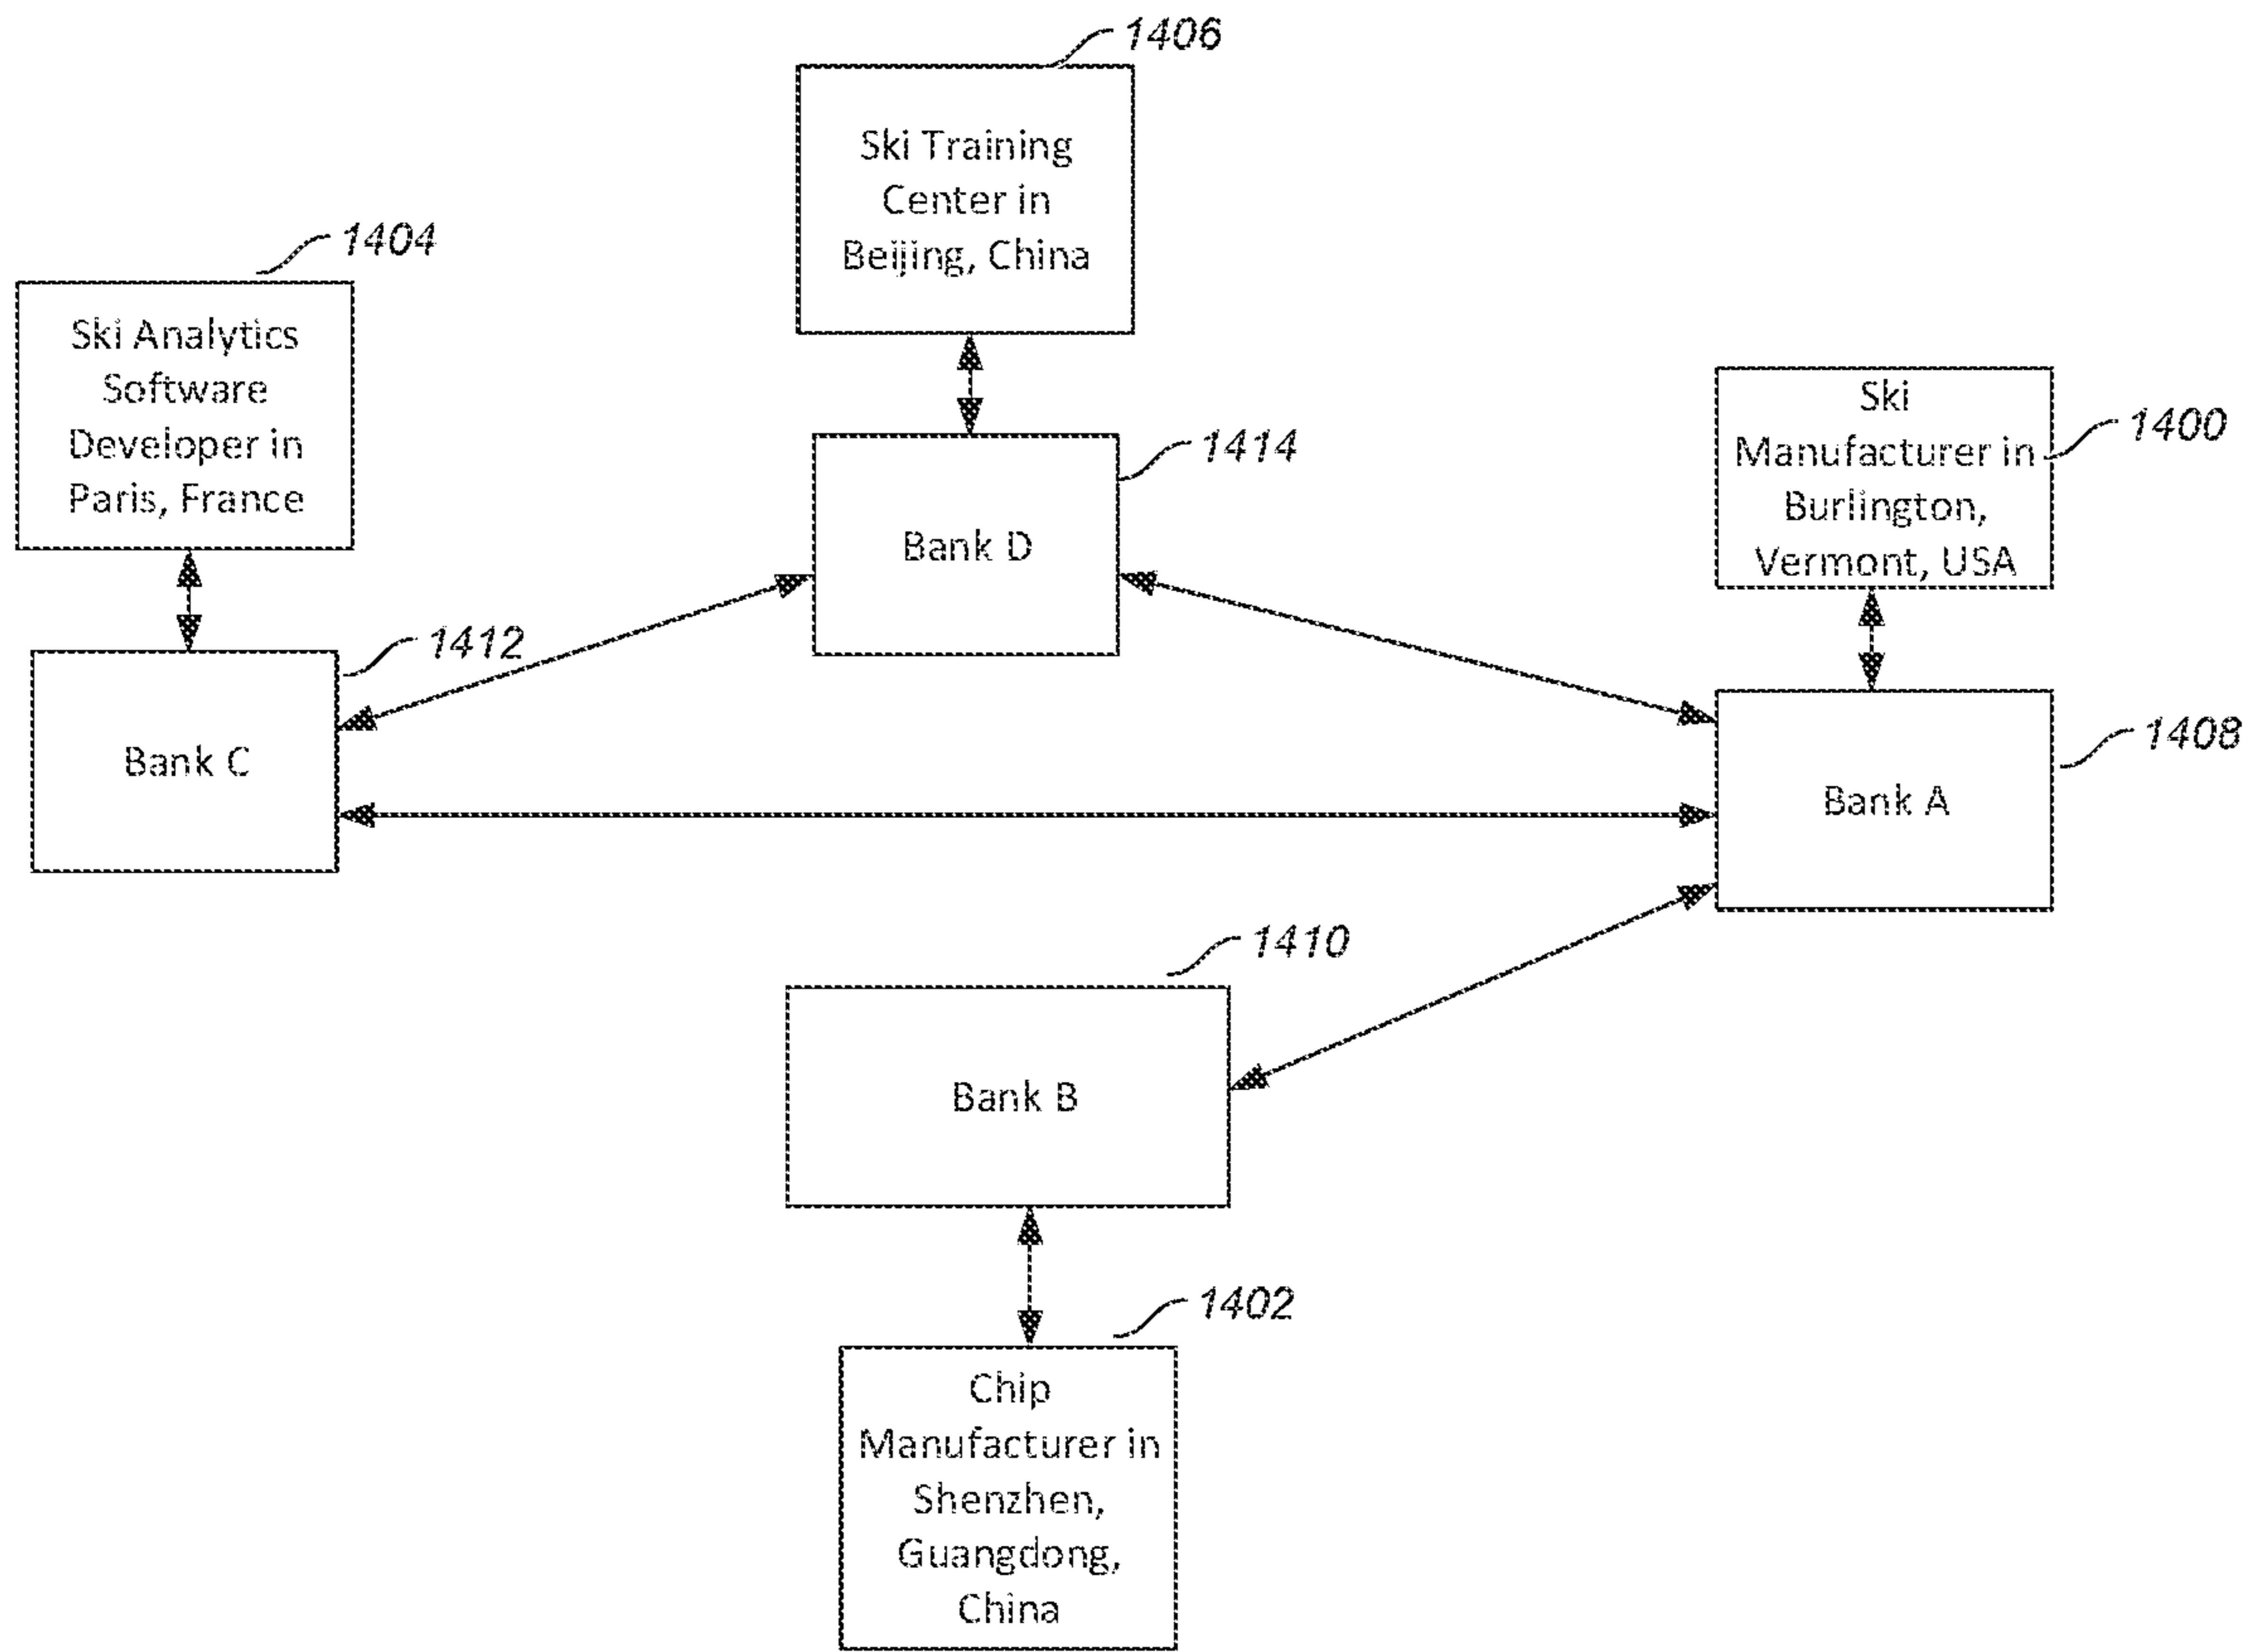 1406
Ski Training
Center in
Beijing, China
1404
Ski Analytics
Software
Developer in
Paris, France
1400
Ski
Manufacturer in
Burlington,
Vermont, USA
1414
Bank D
1412
Bank C
1408
Bank A
1410
Bank B
1402
Chip
Manufacturer in
Shenzhen,
Guangdong,
China